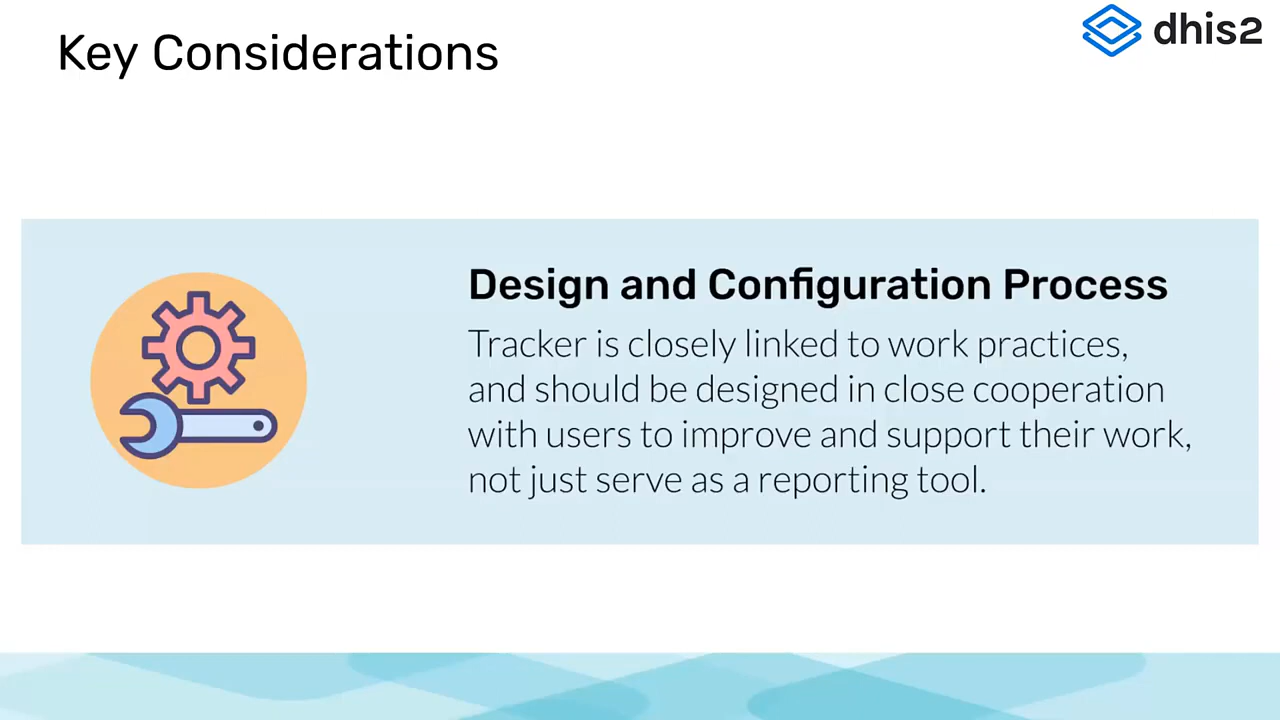 Key Considerations
dhis2
Design and Configuration Process
Tracker is closely linked to work practices,
and should be designed in close cooperation
with users to improve and support their work,
not just serve as a reporting tool.